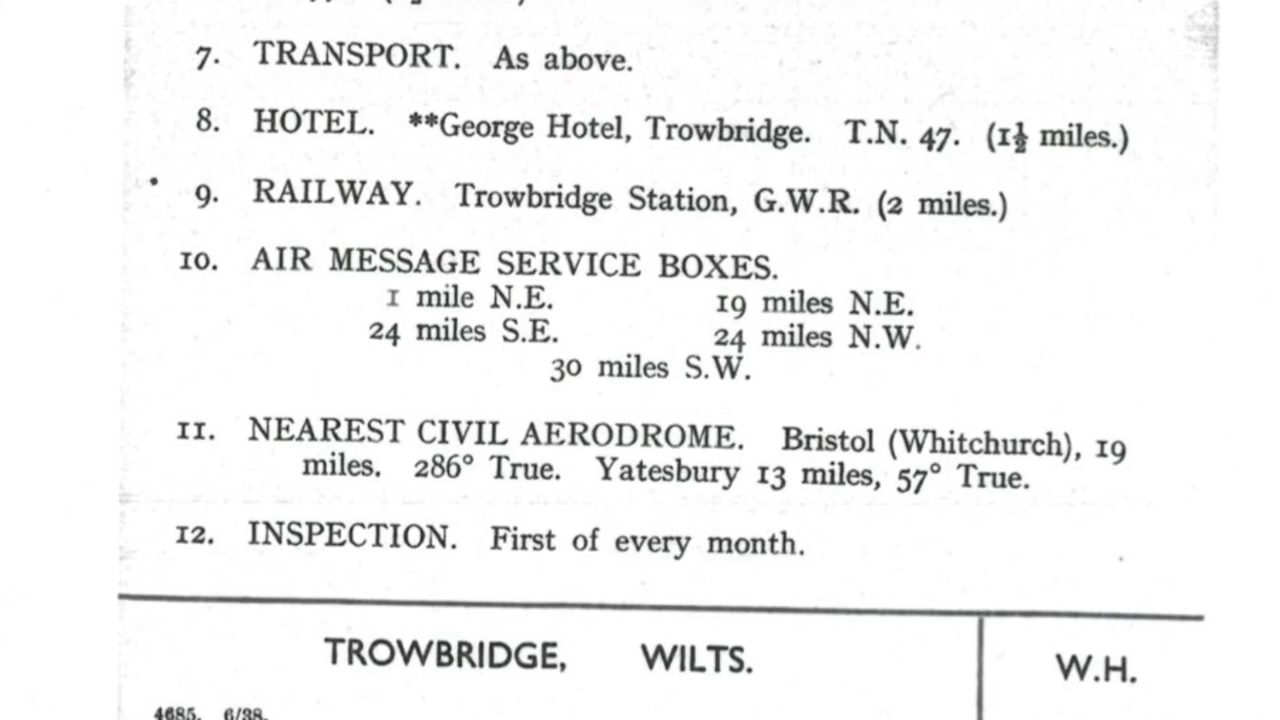 7. TRANSPORT. As above.
8. HOTEL. **George Hotel, Trowbridge. T.N. 47. (1½ miles.)
9. RAILWAY. Trowbridge Station, G.W.R. (2 miles.)
10. AIR MESSAGE SERVICE BOXES.
1 mile N.E. 19 miles N.E.
24 miles S.E. 24 miles N.W.
30 miles S.W.
11. NEAREST CIVIL AERODROME. Bristol (Whitchurch), 19
miles. 286° True. Yatesbury 13 miles, 57° True.
12. INSPECTION. First of every month.
TROWBRIDGE, WILTS. W.H.
4685. 6/38.